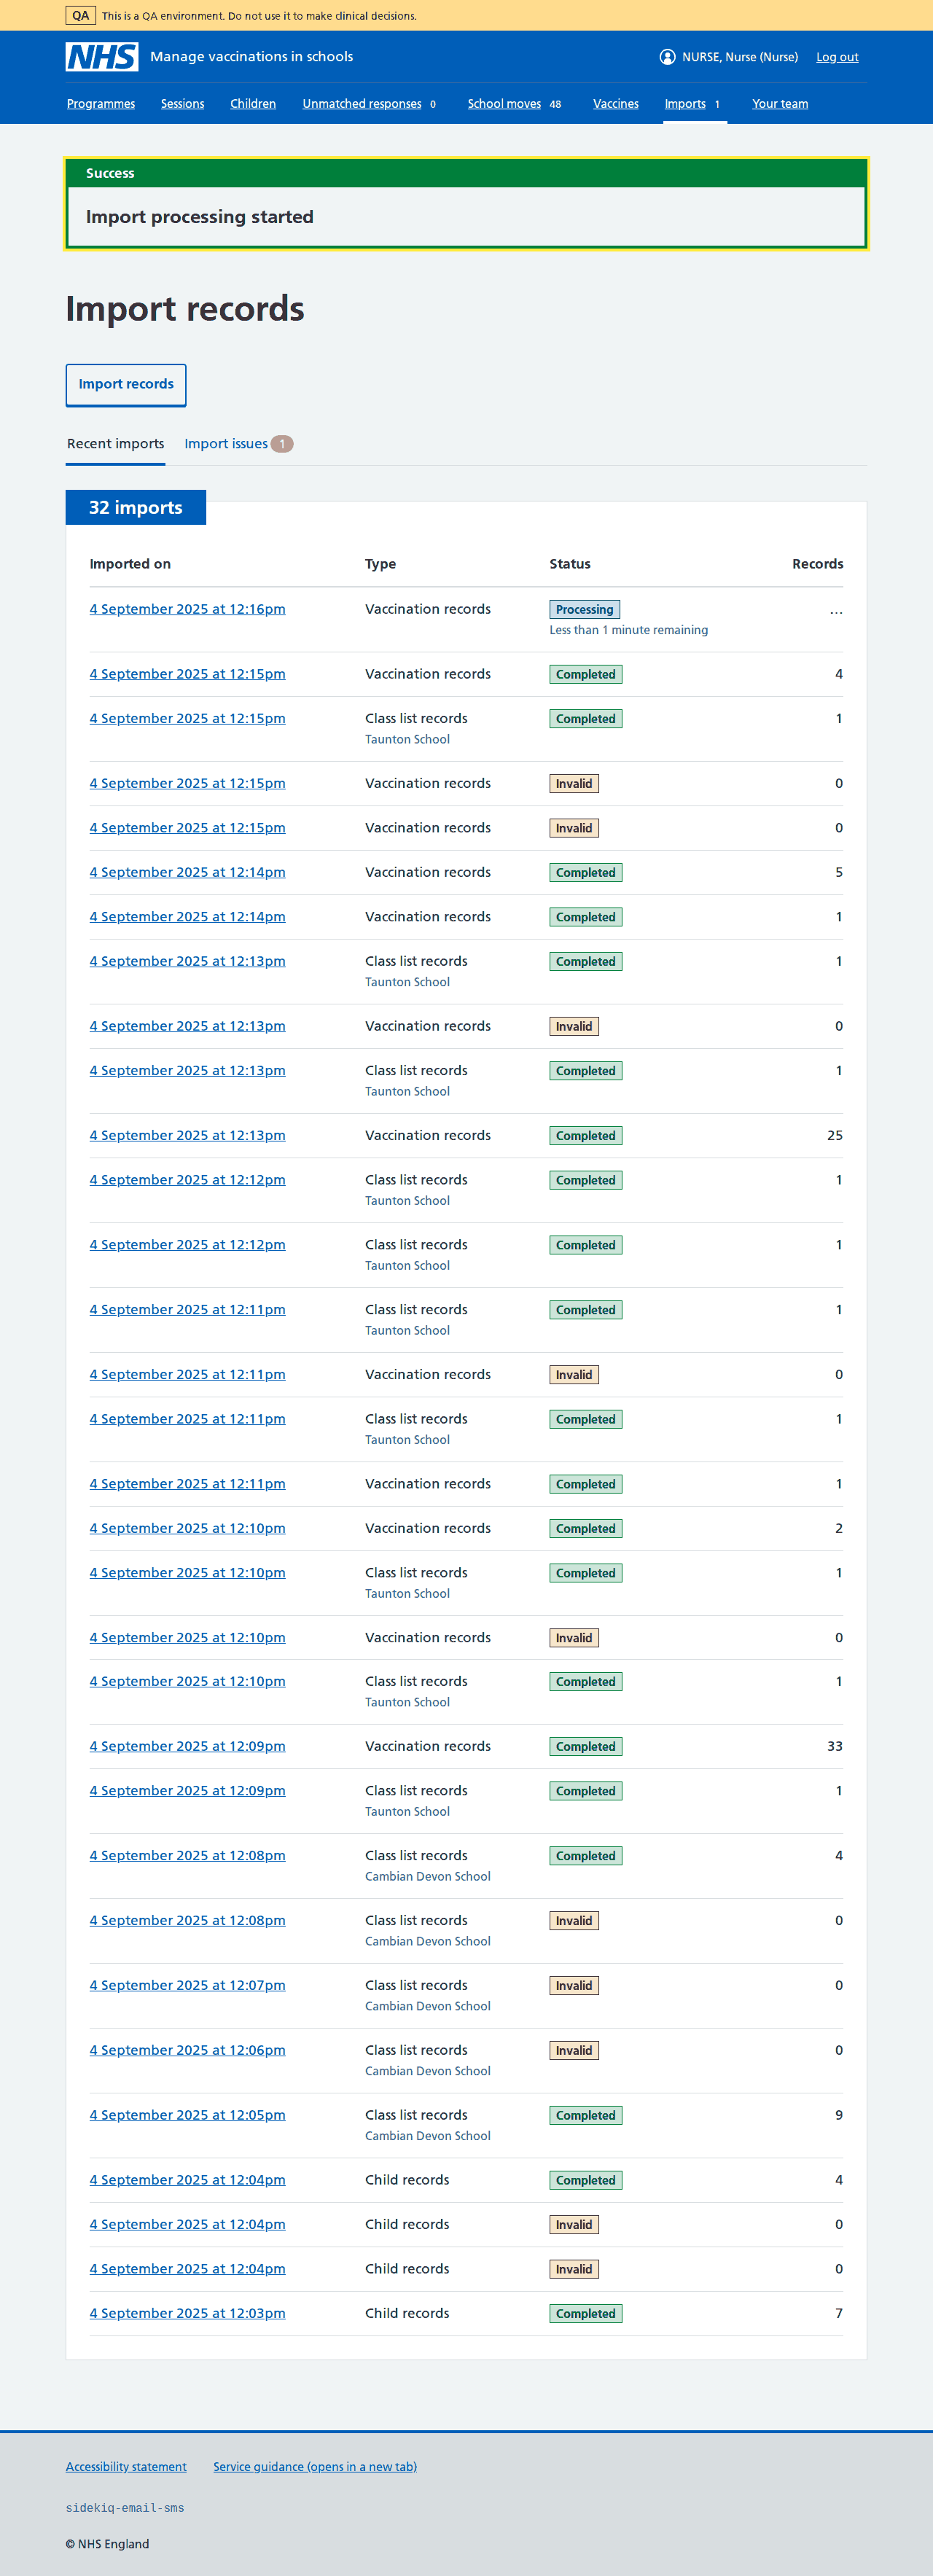 QA This is a QA environment. Do not use it to make clinical decisions.
NHS Manage vaccinations in schools NURSE, Nurse (Nurse) Log out
Programmes Sessions Children Unmatched responses 0 School moves 48 Vaccines Imports 1 Your team
Success
Import processing started
Import records
Import records
Recent imports Import issues 1
32 imports
Imported on Type Status Records
4 September 2025 at 12:16pm Vaccination records Processing ...
Less than 1 minute remaining
4 September 2025 at 12:15pm Vaccination records Completed 4
4 September 2025 at 12:15pm Class list records Completed 1
Taunton School
4 September 2025 at 12:15pm Vaccination records Invalid 0
4 September 2025 at 12:15pm Vaccination records Invalid 0
4 September 2025 at 12:14pm Vaccination records Completed 5
4 September 2025 at 12:14pm Vaccination records Completed 1
4 September 2025 at 12:13pm Class list records Completed 1
Taunton School
4 September 2025 at 12:13pm Vaccination records Invalid 0
4 September 2025 at 12:13pm Class list records Completed 1
Taunton School
4 September 2025 at 12:13pm Vaccination records Completed 25
4 September 2025 at 12:12pm Class list records Completed 1
Taunton School
4 September 2025 at 12:12pm Class list records Completed 1
Taunton School
4 September 2025 at 12:11pm Class list records Completed 1
Taunton School
4 September 2025 at 12:11pm Vaccination records Invalid 0
4 September 2025 at 12:11pm Class list records Completed 1
Taunton School
4 September 2025 at 12:11pm Vaccination records Completed 1
4 September 2025 at 12:10pm Vaccination records Completed 2
4 September 2025 at 12:10pm Class list records Completed 1
Taunton School
4 September 2025 at 12:10pm Vaccination records Invalid 0
4 September 2025 at 12:10pm Class list records Completed 1
Taunton School
4 September 2025 at 12:09pm Vaccination records Completed 33
4 September 2025 at 12:09pm Class list records Completed 1
Taunton School
4 September 2025 at 12:08pm Class list records Completed 4
Cambian Devon School
4 September 2025 at 12:08pm Class list records Invalid 0
Cambian Devon School
4 September 2025 at 12:07pm Class list records Invalid 0
Cambian Devon School
4 September 2025 at 12:06pm Class list records Invalid 0
Cambian Devon School
4 September 2025 at 12:05pm Class list records Completed 9
Cambian Devon School
4 September 2025 at 12:04pm Child records Completed 4
4 September 2025 at 12:04pm Child records Invalid 0
4 September 2025 at 12:04pm Child records Invalid 0
4 September 2025 at 12:03pm Child records Completed 7
Accessibility statement Service guidance (opens in a new tab)
sidekiq-email-sms
© NHS England